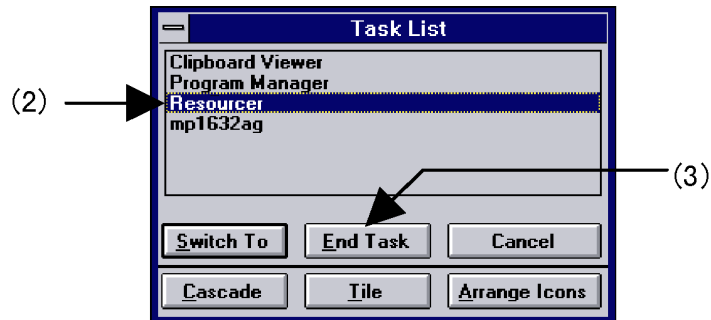 Task List
Clipboard Viewer
Program Manager
(2) Resourcer
mp1632ag
(3)
Switch To End Task Cancel
Cascade Tile Arrange Icons